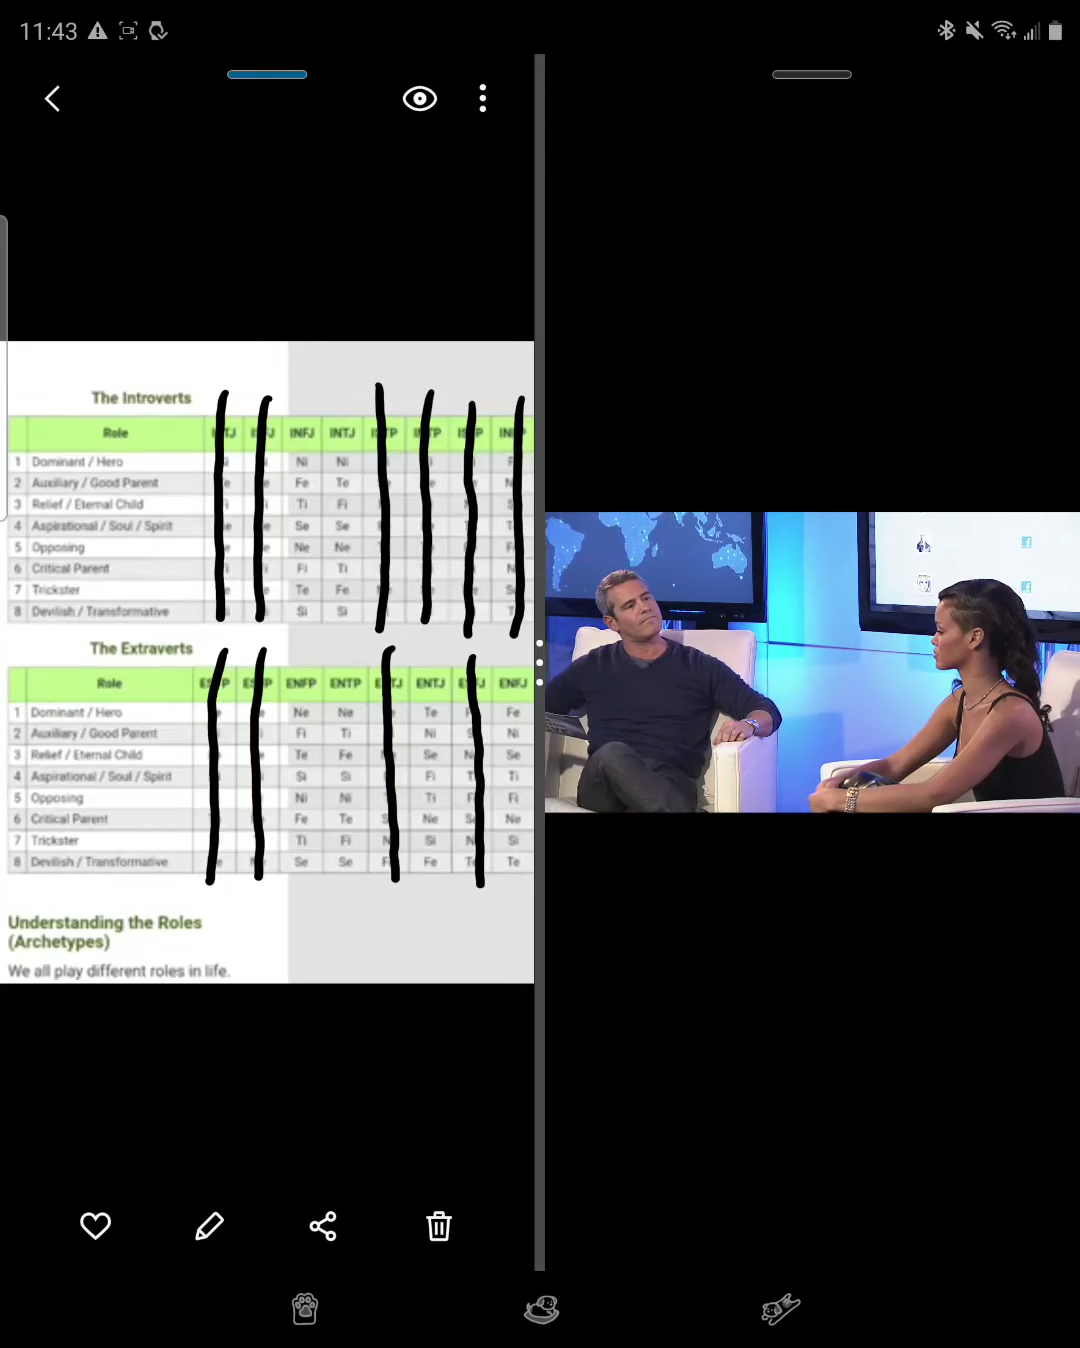 11:43
The Introverts
Role INFJ INTJ
1 Dominant / Hero Ni Ni
2 Auxiliary / Good Parent Fe Te
3 Relief / Eternal Child Ti Fi
4 Aspirational / Soul / Spirit Se Se
5 Opposing Ne Ne
6 Critical Parent Fi Ti
7 Trickster Te Fe
8 Devilish / Transformative Si Si
The Extraverts
Role ENFP ENTP ENTJ ENFJ
1 Dominant / Hero Ne Ne Te Fe
2 Auxiliary / Good Parent Fi Ti Ni Ni
3 Relief / Eternal Child Te Fe Se Se
4 Aspirational / Soul / Spirit Si Si Fi Ti
5 Opposing Ni Ni Ti Fi
6 Critical Parent Fe Te Ne Ne
7 Trickster Ti Fi Si Si
8 Devilish / Transformative Se Se Fe Te
Understanding the Roles
(Archetypes)
We all play different roles in life.